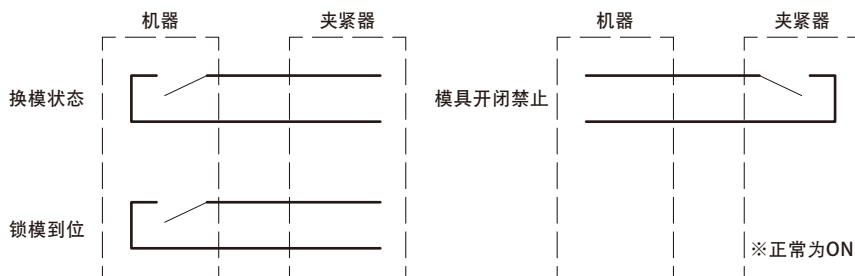 机器
夹紧器
机器
夹紧器
换模状态
模具开闭禁止
锁模到位
※正常为ON